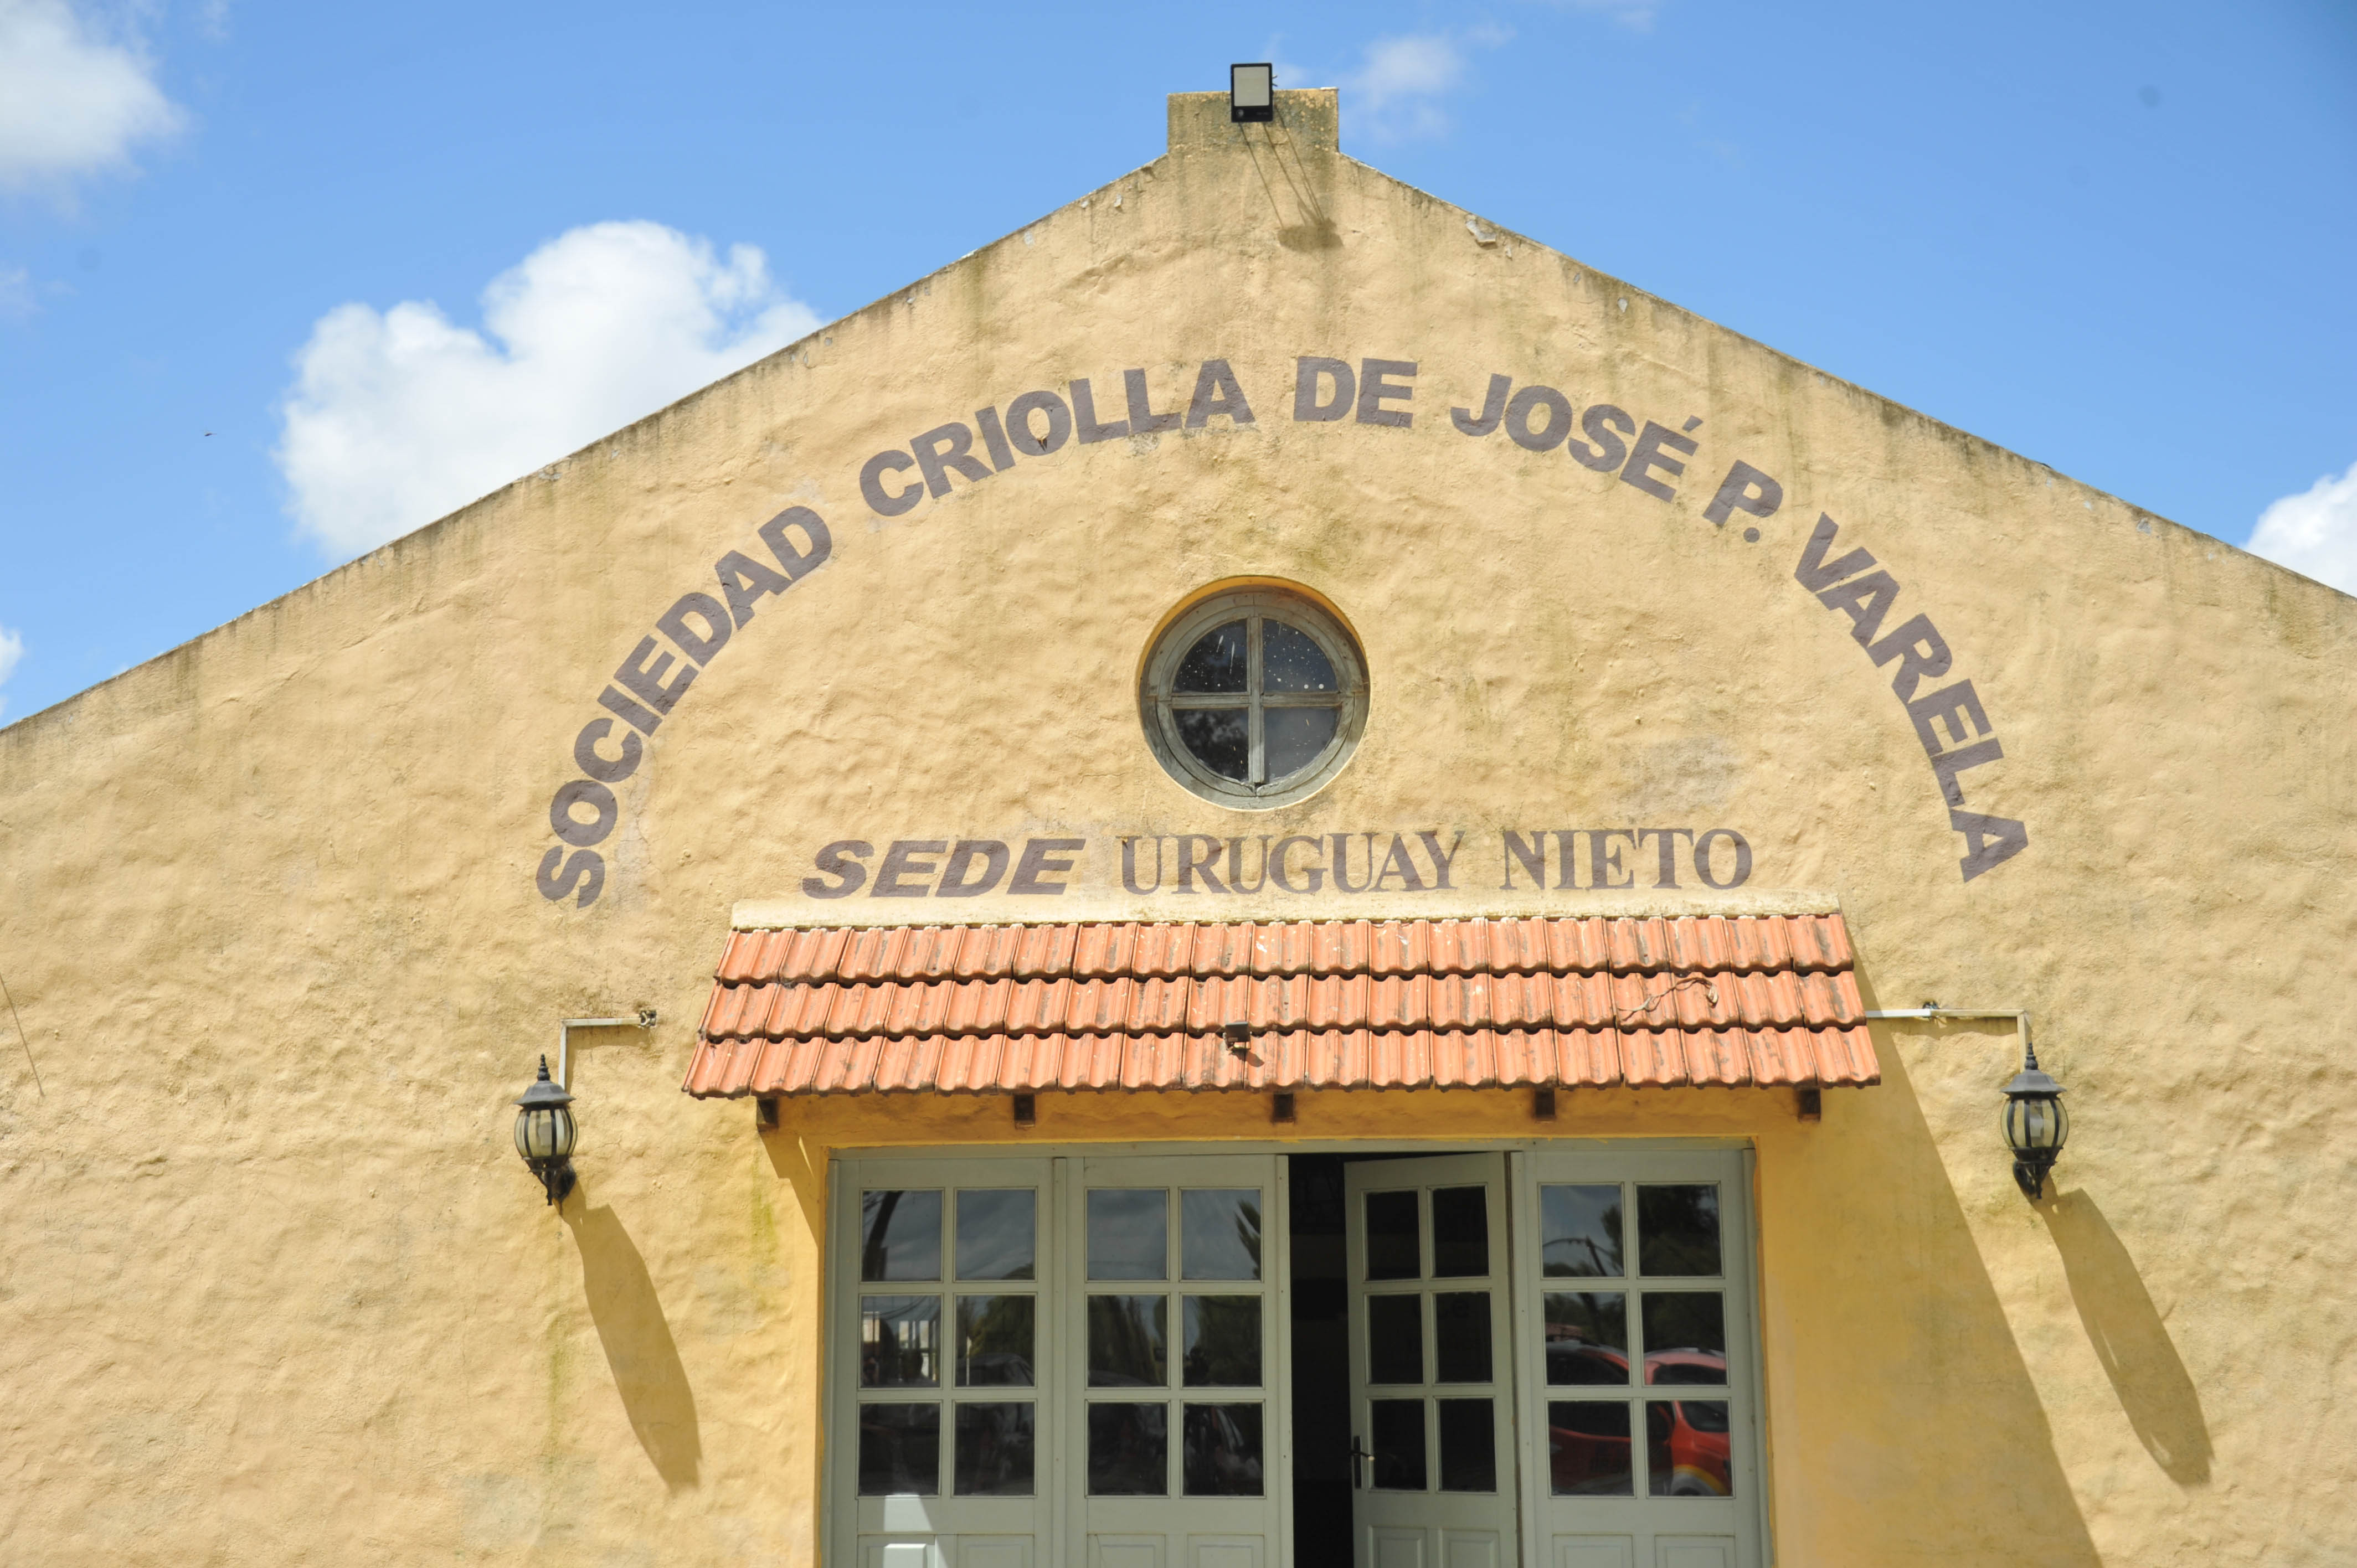 SOCIEDAD CRIOLLA DE JOSÉ P. VARELA
SEDE URUGUAY NIETO